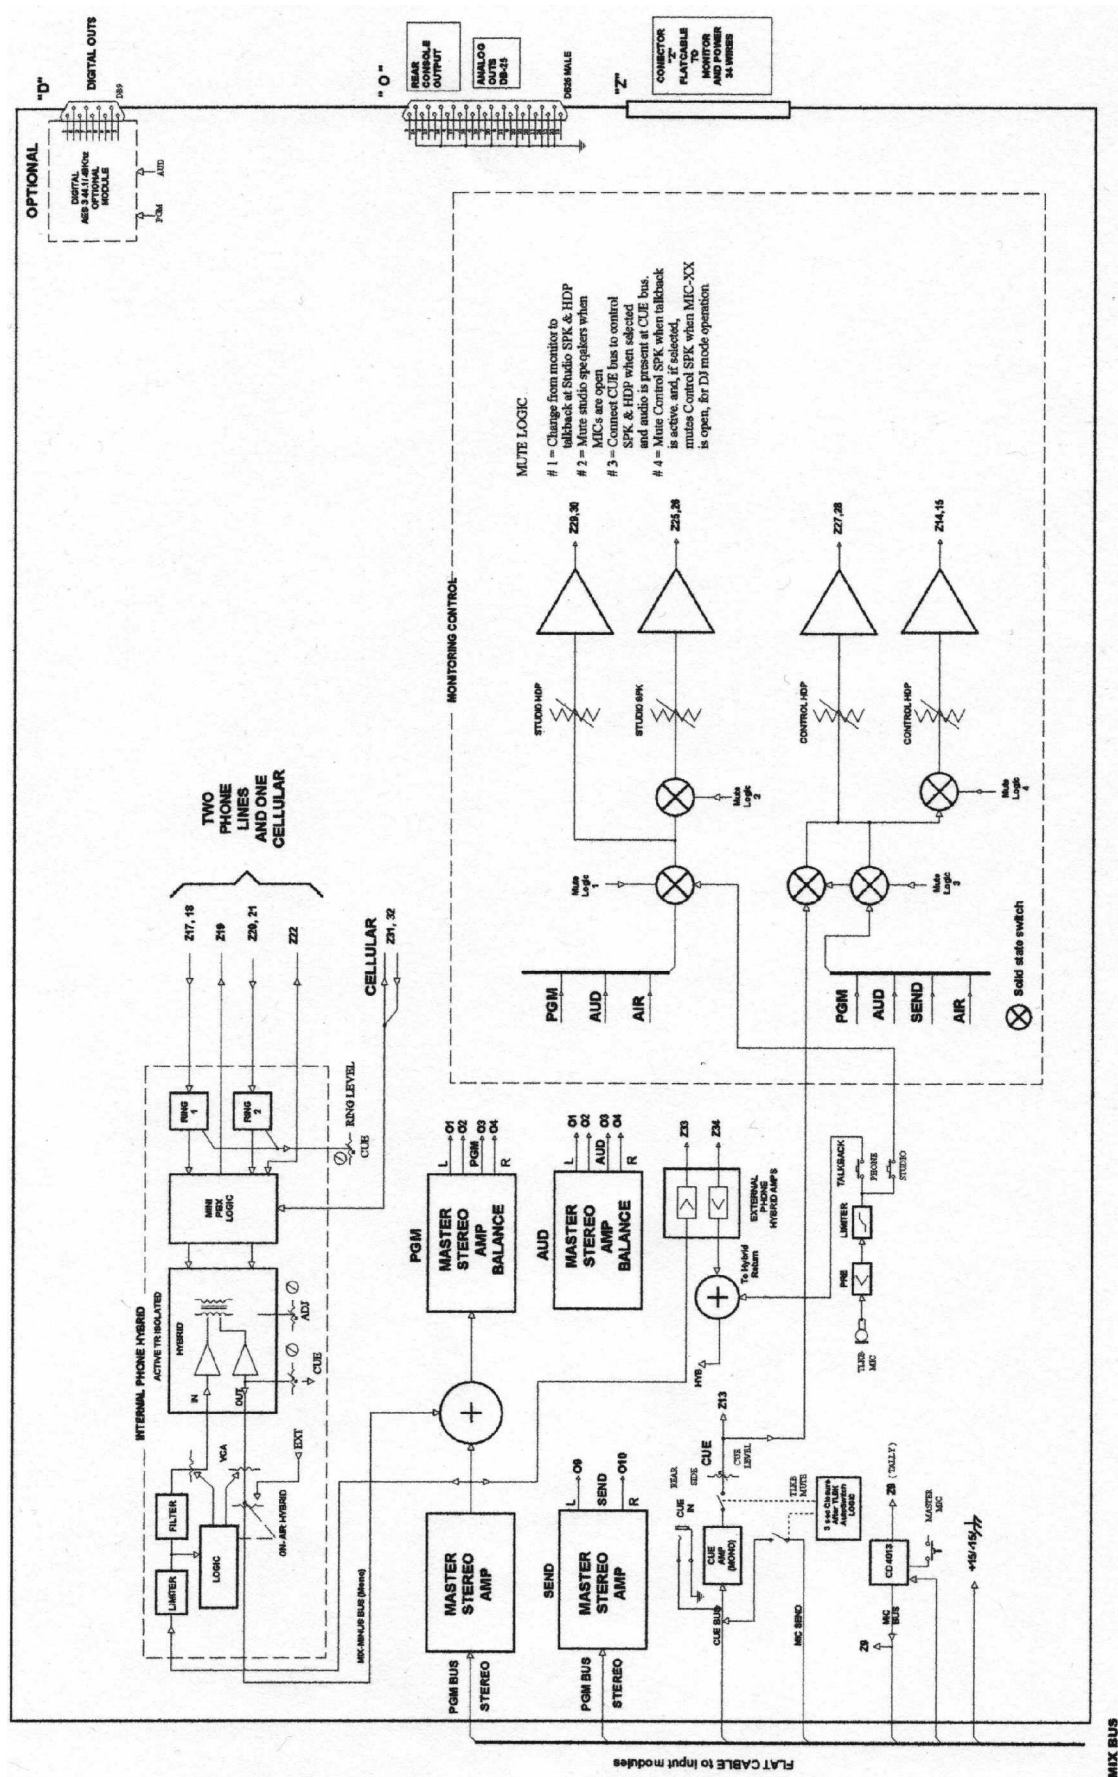 "D"
DIGITAL OUTS
DB9
OPTIONAL
DIGITAL
AES-3 44.1/48KHz
OPTIONAL
MODULE
PGM
AUD
"O"
REAR
CONSOLE
OUTPUT
ANALOG
OUTS
DB-25
DB25 MALE
"Z"
CONECTOR
"Z"
FLATCABLE
TO
MONITOR
AND POWER
34 WIRES
TWO
PHONE
LINES
AND ONE
CELLULAR
Z17, 18
Z19
Z20, 21
Z22
CELLULAR
Z31, 32
INTERNAL PHONE HYBRID
ACTIVE TR ISOLATED
HYBRID
IN
OUT
ADJ
CUE
MINI
PBX
LOGIC
RING
1
RING
2
RING LEVEL
CUE
LIMITER
FILTER
LOGIC
VCA
ON-AIR HYBRID
EXT
MIX-MINUS BUS (Mono)
PGM BUS
STEREO
MASTER
STEREO
AMP
PGM
MASTER
STEREO
AMP
BALANCE
L
O1
O2
PGM
O3
O4
R
AUD
MASTER
STEREO
AMP
BALANCE
L
O1
O2
AUD
O3
O4
R
SEND
PGM BUS
STEREO
MASTER
STEREO
AMP
L
O9
SEND
O10
R
EXTERNAL
PHONE
HYBRID AMPS
Z33
Z34
To Hybrid
Return
HYB
TALKBACK
PHONE
STUDIO
LIMITER
PRE
TLKB-
MIC
CUE BUS
CUE
IN
REAR
SIDE
CUE
AMP
(MONO)
CUE
CUE
LEVEL
Z13
TLKB
MUTE
MIC SEND
3 sec Closure
After TLBK
Autoswitch
LOGIC
MIC
BUS
Z9
CD 4013
Z8 (TALLY)
MASTER
MIC
+15/-15/
FLAT CABLE to Input modules
MIX BUS
MONITORING CONTROL
MUTE LOGIC
# 1 = Change from monitor to
talkback at Studio SPK & HDP
# 2 = Mute studio speqakers when
MICs are open
# 3 = Connect CUE bus to control
SPK & HDP when selected
and audio is present at CUE bus.
# 4 = Mute Control SPK when talkback
is active, and, if selected,
mutes Control SPK when MIC-XX
is open, for DJ mode operation
PGM
AUD
AIR
Mute
Logic
1
Mute
Logic
2
STUDIO HDP
STUDIO SPK
Z29,30
Z25,26
PGM
AUD
SEND
AIR
Mute
Logic
3
Mute
Logic
4
CONTROL HDP
CONTROL HDP
Z27,28
Z14,15
Solid state switch